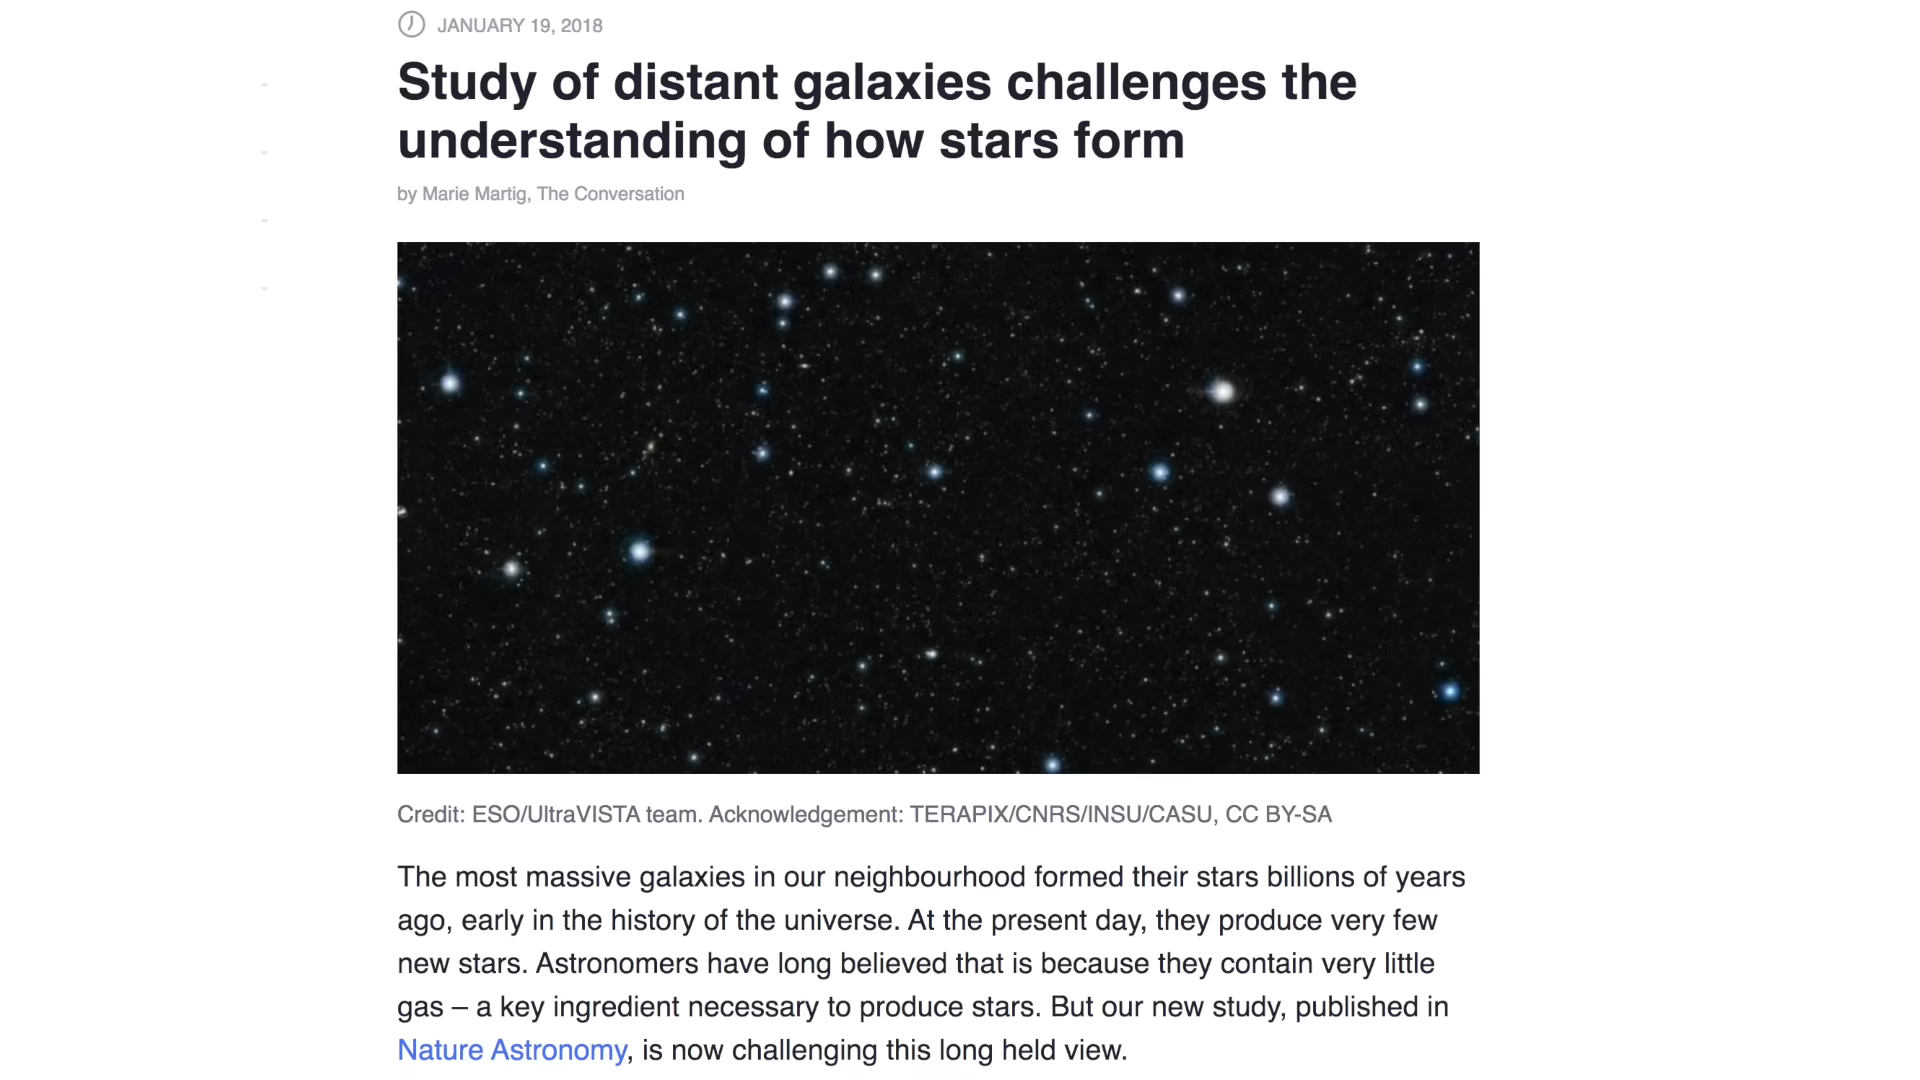 JANUARY 19, 2018
Study of distant galaxies challenges the
understanding of how stars form
by Marie Martig, The Conversation
Credit: ESO/UltraVISTA team. Acknowledgement: TERAPIX/CNRS/INSU/CASU, CC BY-SA
The most massive galaxies in our neighbourhood formed their stars billions of years
ago, early in the history of the universe. At the present day, they produce very few
new stars. Astronomers have long believed that is because they contain very little
gas – a key ingredient necessary to produce stars. But our new study, published in
Nature Astronomy, is now challenging this long held view.